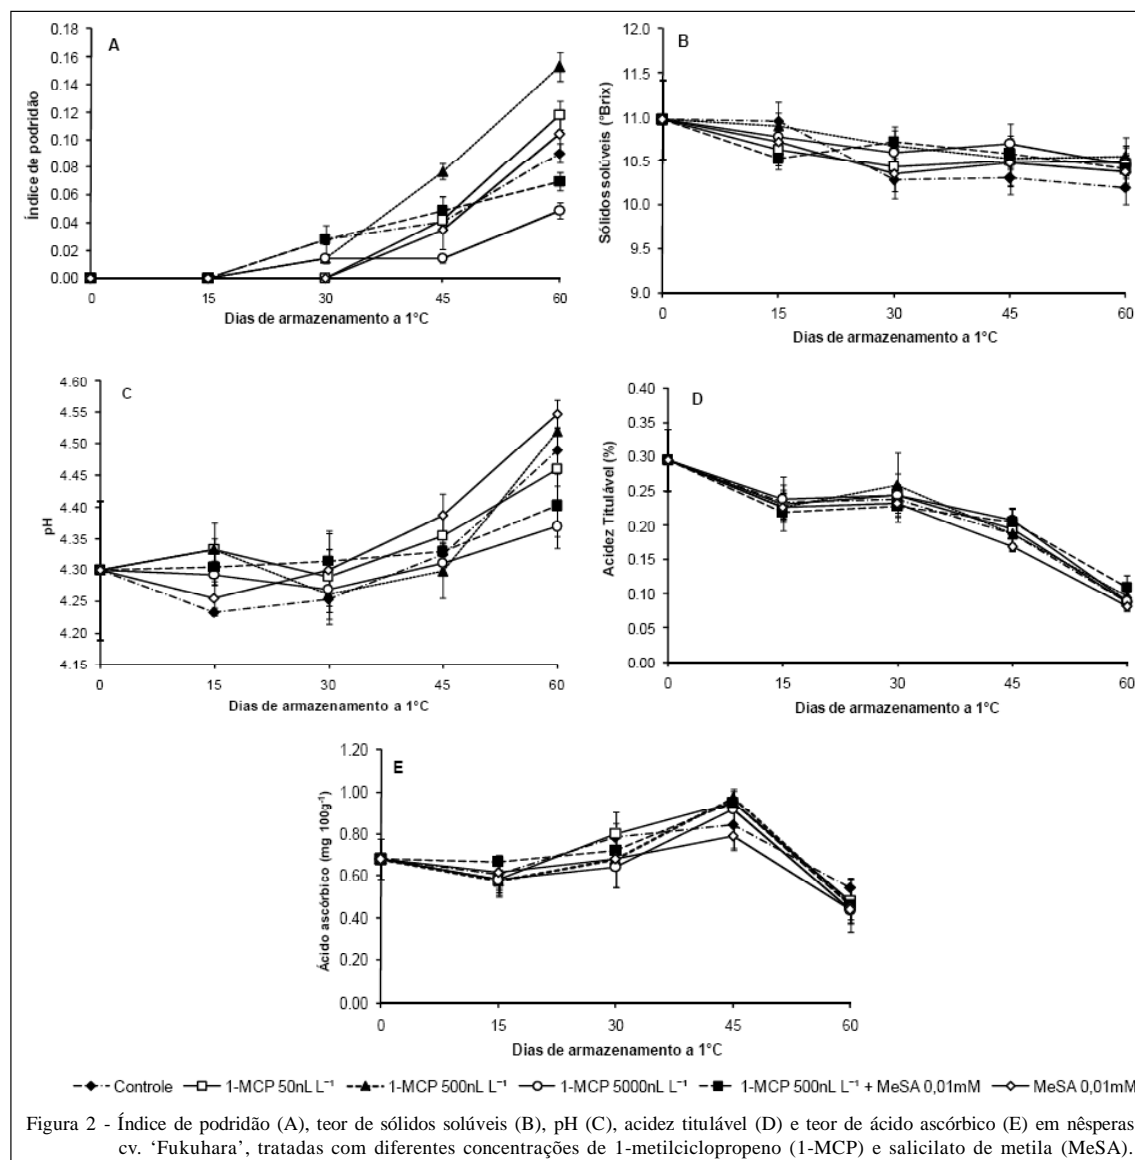 A
0.18
0.16
0.14
0.12
0.10
0.08
0.06
0.04
0.02
0.00
Índice de podridão
0 15 30 45 60
Dias de armazenamento a 1°C
B
12.0
11.5
11.0
10.5
10.0
9.5
9.0
Sólidos solúveis (°Brix)
0 15 30 45 60
Dias de armazenamento a 1°C
C
4.60
4.55
4.50
4.45
4.40
4.35
4.30
4.25
4.20
4.15
pH
0 15 30 45 60
Dias de armazenamento a 1°C
D
0.40
0.35
0.30
0.25
0.20
0.15
0.10
0.00
Acidez Titulável (%)
0 15 30 45 60
Dias de armazenamento a 1°C
E
1.20
1.00
0.80
0.60
0.40
0.20
0.00
Ácido ascórbico (mg 100g⁻¹)
0 15 30 45 60
Dias de armazenamento a 1°C
Controle 1-MCP 50nL L⁻¹ 1-MCP 500nL L⁻¹ 1-MCP 5000nL L⁻¹ 1-MCP 500nL L⁻¹ + MeSA 0,01mM MeSA 0,01mM
Figura 2 - Índice de podridão (A), teor de sólidos solúveis (B), pH (C), acidez titulável (D) e teor de ácido ascórbico (E) em nêsperas
cv. ‘Fukuhara’, tratadas com diferentes concentrações de 1-metilciclopropeno (1-MCP) e salicilato de metila (MeSA).